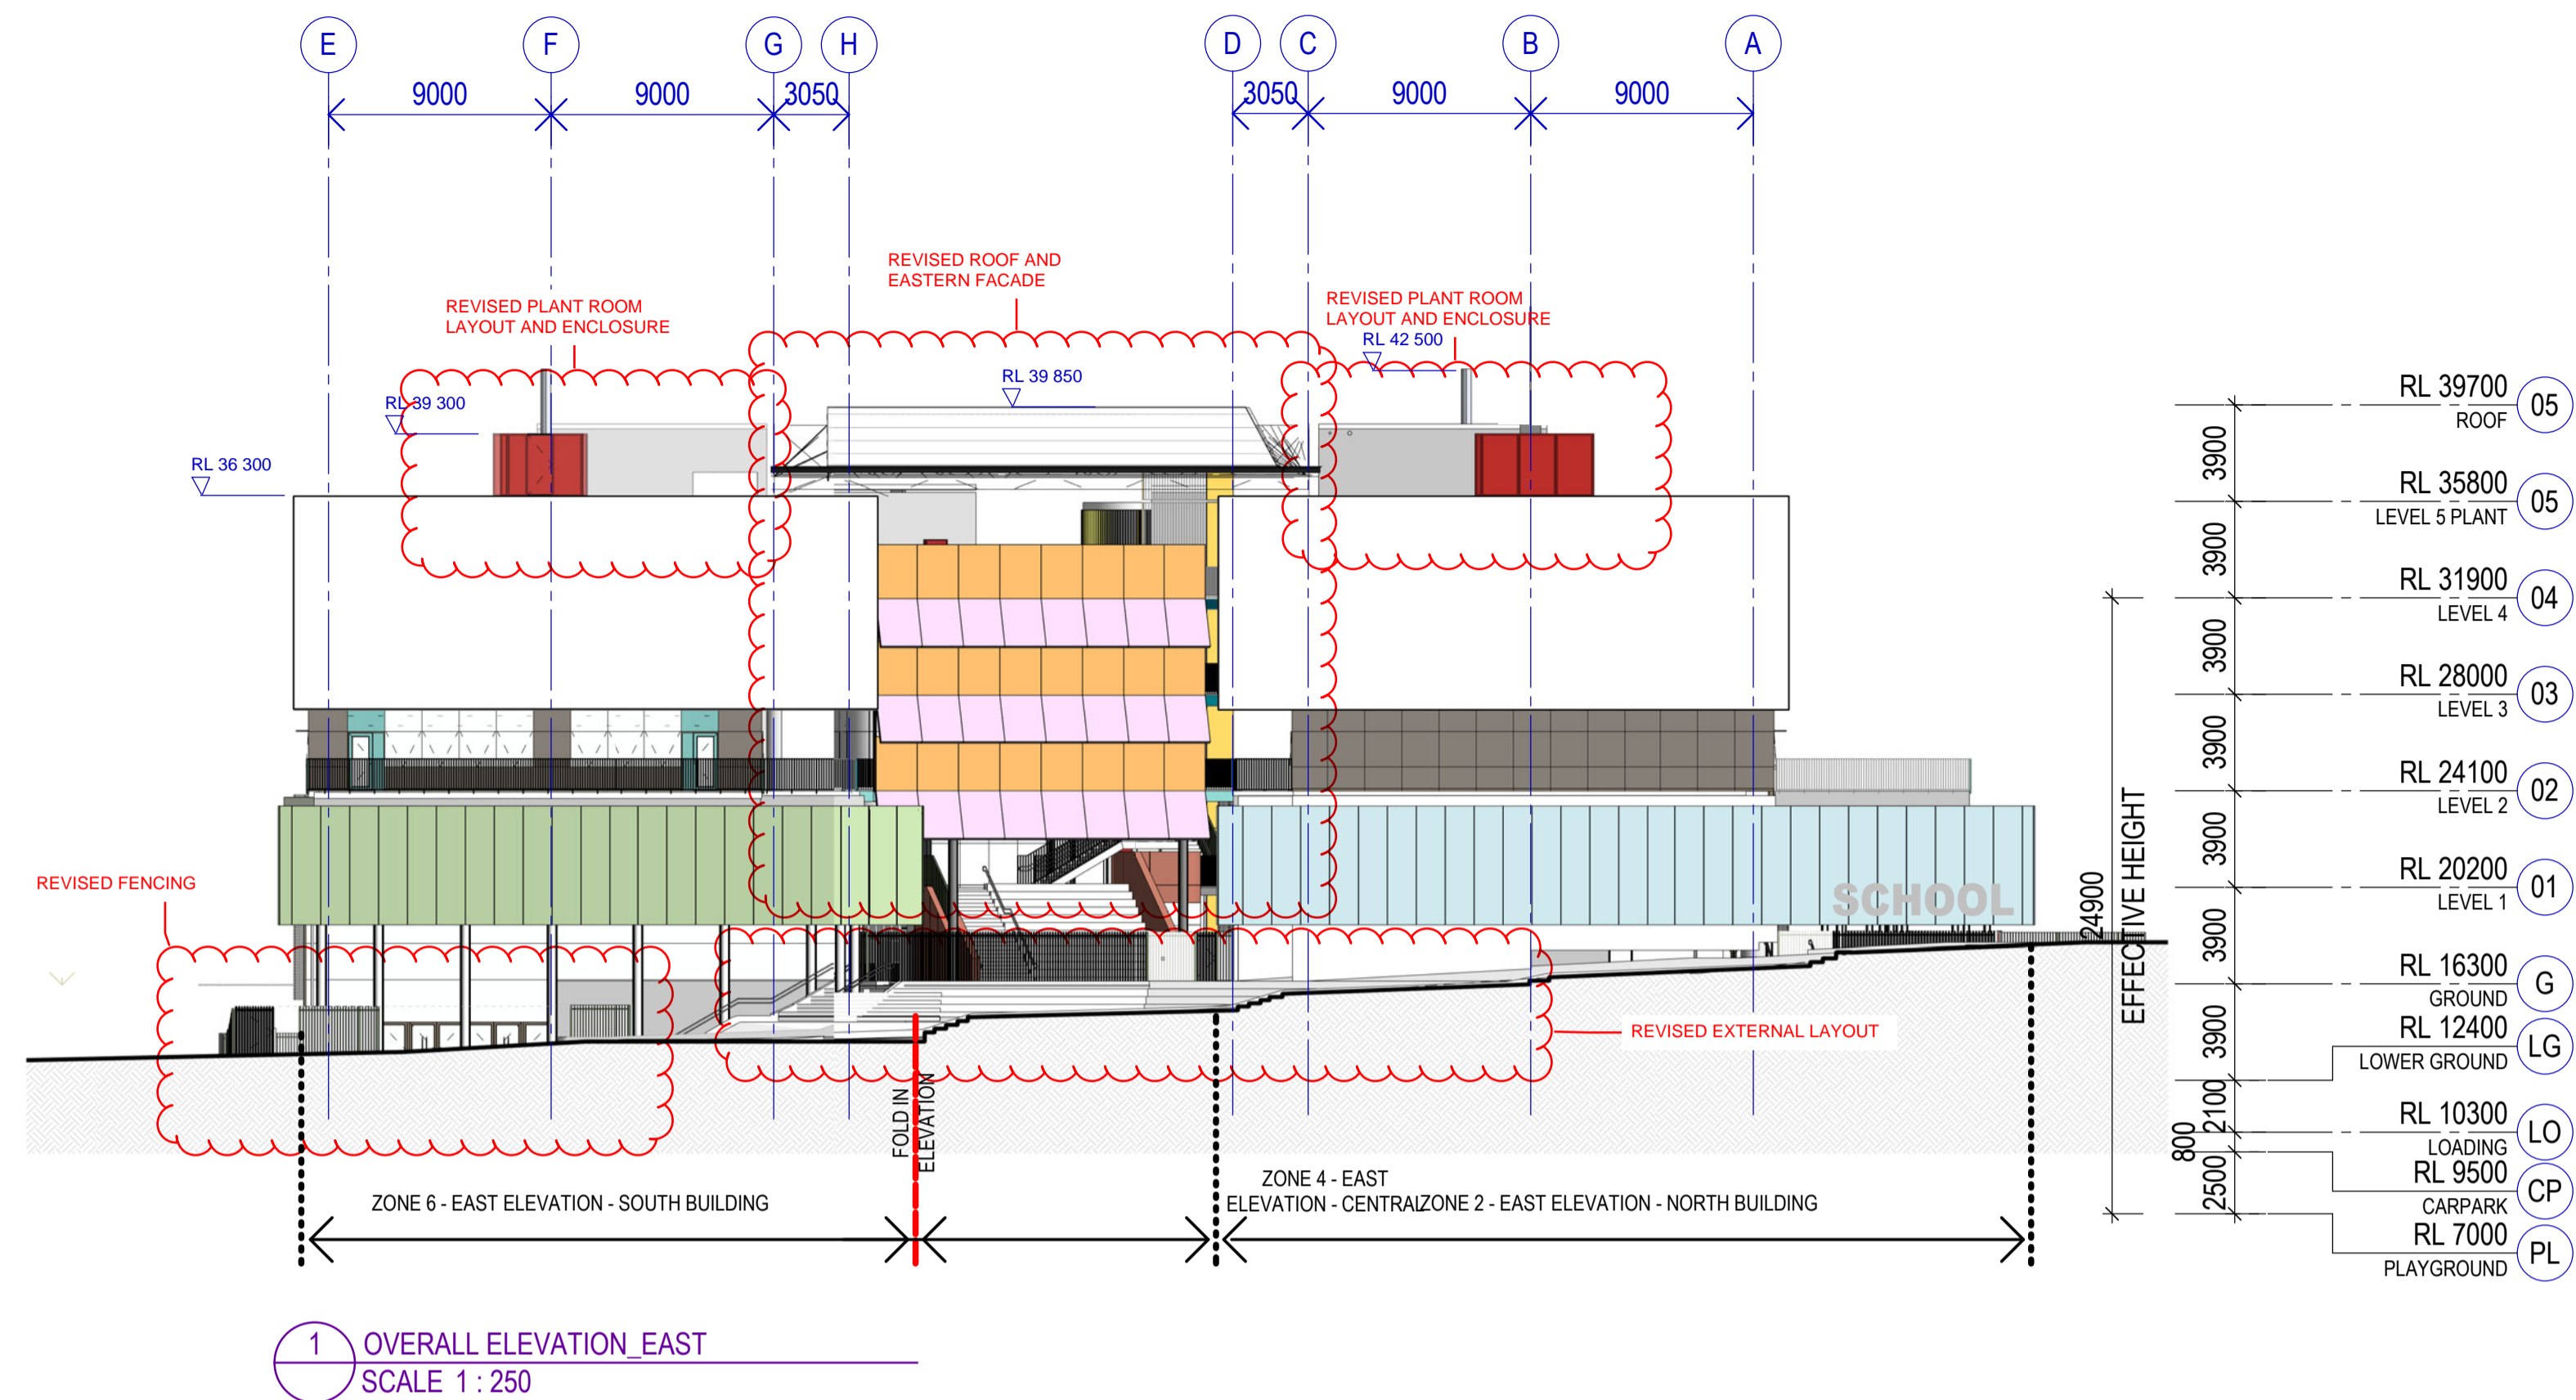 E F G H D C B A
9000 9000 3050 3050 9000 9000
REVISED ROOF AND
EASTERN FACADE
REVISED PLANT ROOM
LAYOUT AND ENCLOSURE
REVISED PLANT ROOM
LAYOUT AND ENCLOSURE
RL 42 500
RL 39 850
RL 39 300
RL 36 300
REVISED FENCING
SCHOOL
REVISED EXTERNAL LAYOUT
FOLD IN
ELEVATION
ZONE 6 - EAST ELEVATION - SOUTH BUILDING
ZONE 4 - EAST
ELEVATION - CENTRAL
ZONE 2 - EAST ELEVATION - NORTH BUILDING
24900
EFFECTIVE HEIGHT
3900
3900
3900
3900
3900
3900
3900
2100
800
2500
RL 39700 05
ROOF
RL 35800 05
LEVEL 5 PLANT
RL 31900 04
LEVEL 4
RL 28000 03
LEVEL 3
RL 24100 02
LEVEL 2
RL 20200 01
LEVEL 1
RL 16300 G
GROUND
RL 12400 LG
LOWER GROUND
RL 10300 LO
LOADING
RL 9500 CP
CARPARK
RL 7000 PL
PLAYGROUND
1 OVERALL ELEVATION_EAST
SCALE 1 : 250